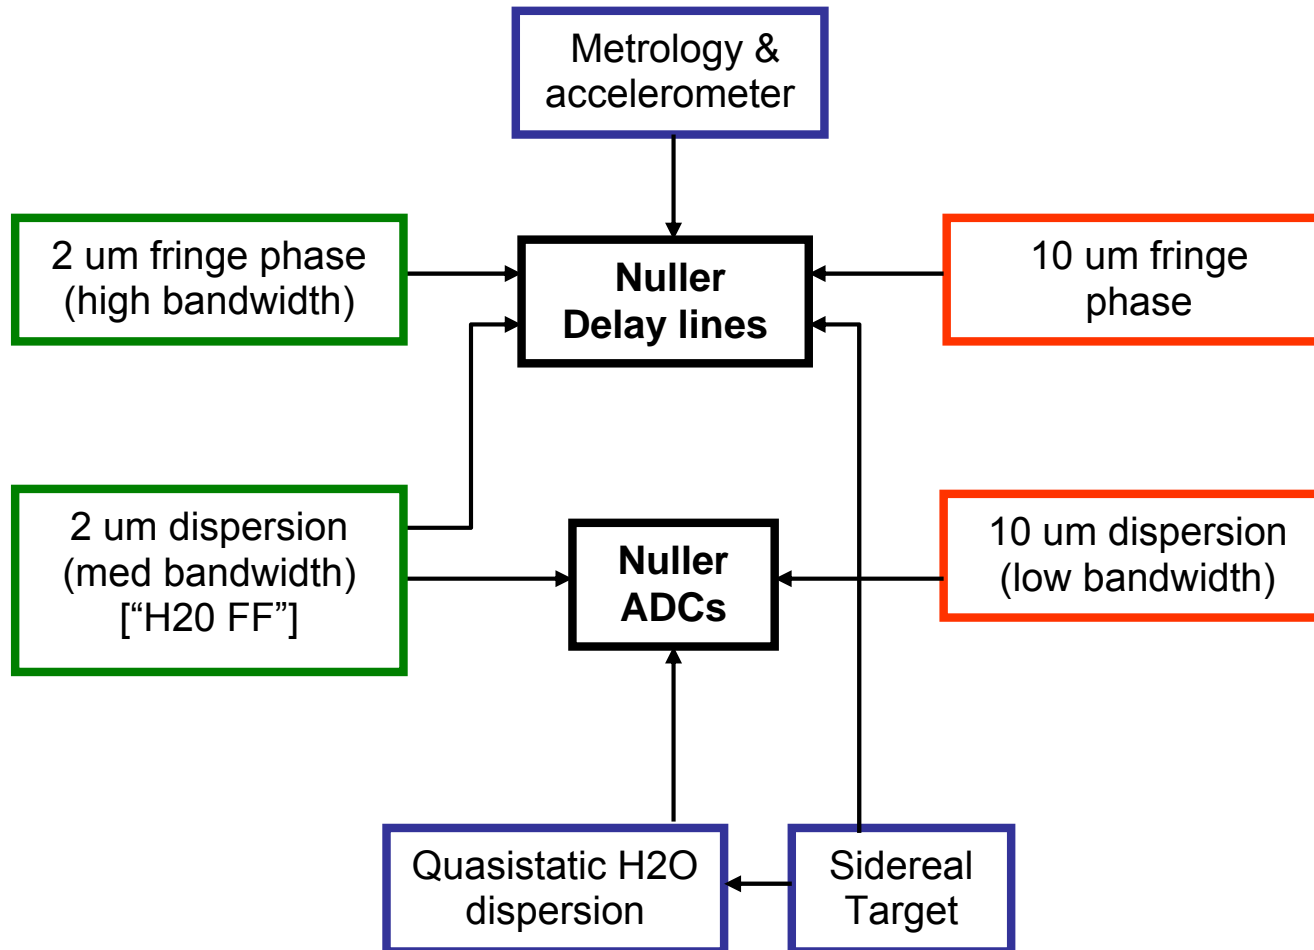 Metrology &
accelerometer
2 um fringe phase
(high bandwidth)
Nuller
Delay lines
10 um fringe
phase
2 um dispersion
(med bandwidth)
[“H20 FF”]
Nuller
ADCs
10 um dispersion
(low bandwidth)
Quasistatic H2O
dispersion
Sidereal
Target